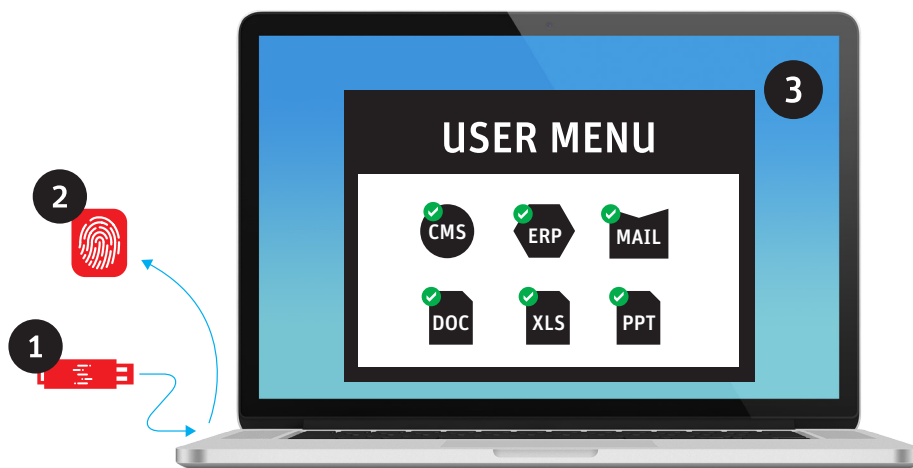 3
USER MENU
2
CMS ERP MAIL
DOC XLS PPT
1